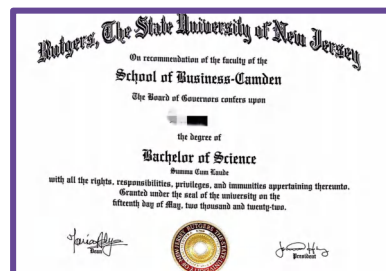 Rutgers, The State University of New Jersey
On recommendation of the faculty of the
School of Business-Camden
The Board of Governors confers upon
the degree of
Bachelor of Science
Summa Cum Laude
with all the rights, responsibilities, privileges, and immunities appertaining thereunto.
Granted under the seal of the university on the
fifteenth day of May, two thousand and twenty-two.
Dean
President